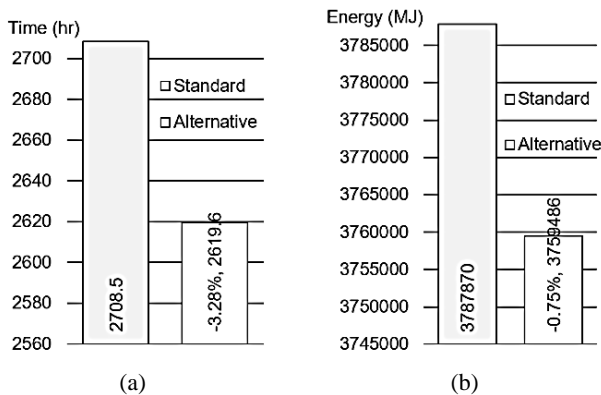 Time (hr)
2700
2680
2660
2640
2620
2600
2580
2560
Standard
Alternative
2708.5
-3.28%, 2619.6
(a)
Energy (MJ)
3785000
3780000
3775000
3770000
3765000
3760000
3755000
3750000
3745000
Standard
Alternative
3787870
-0.75%, 3759486
(b)